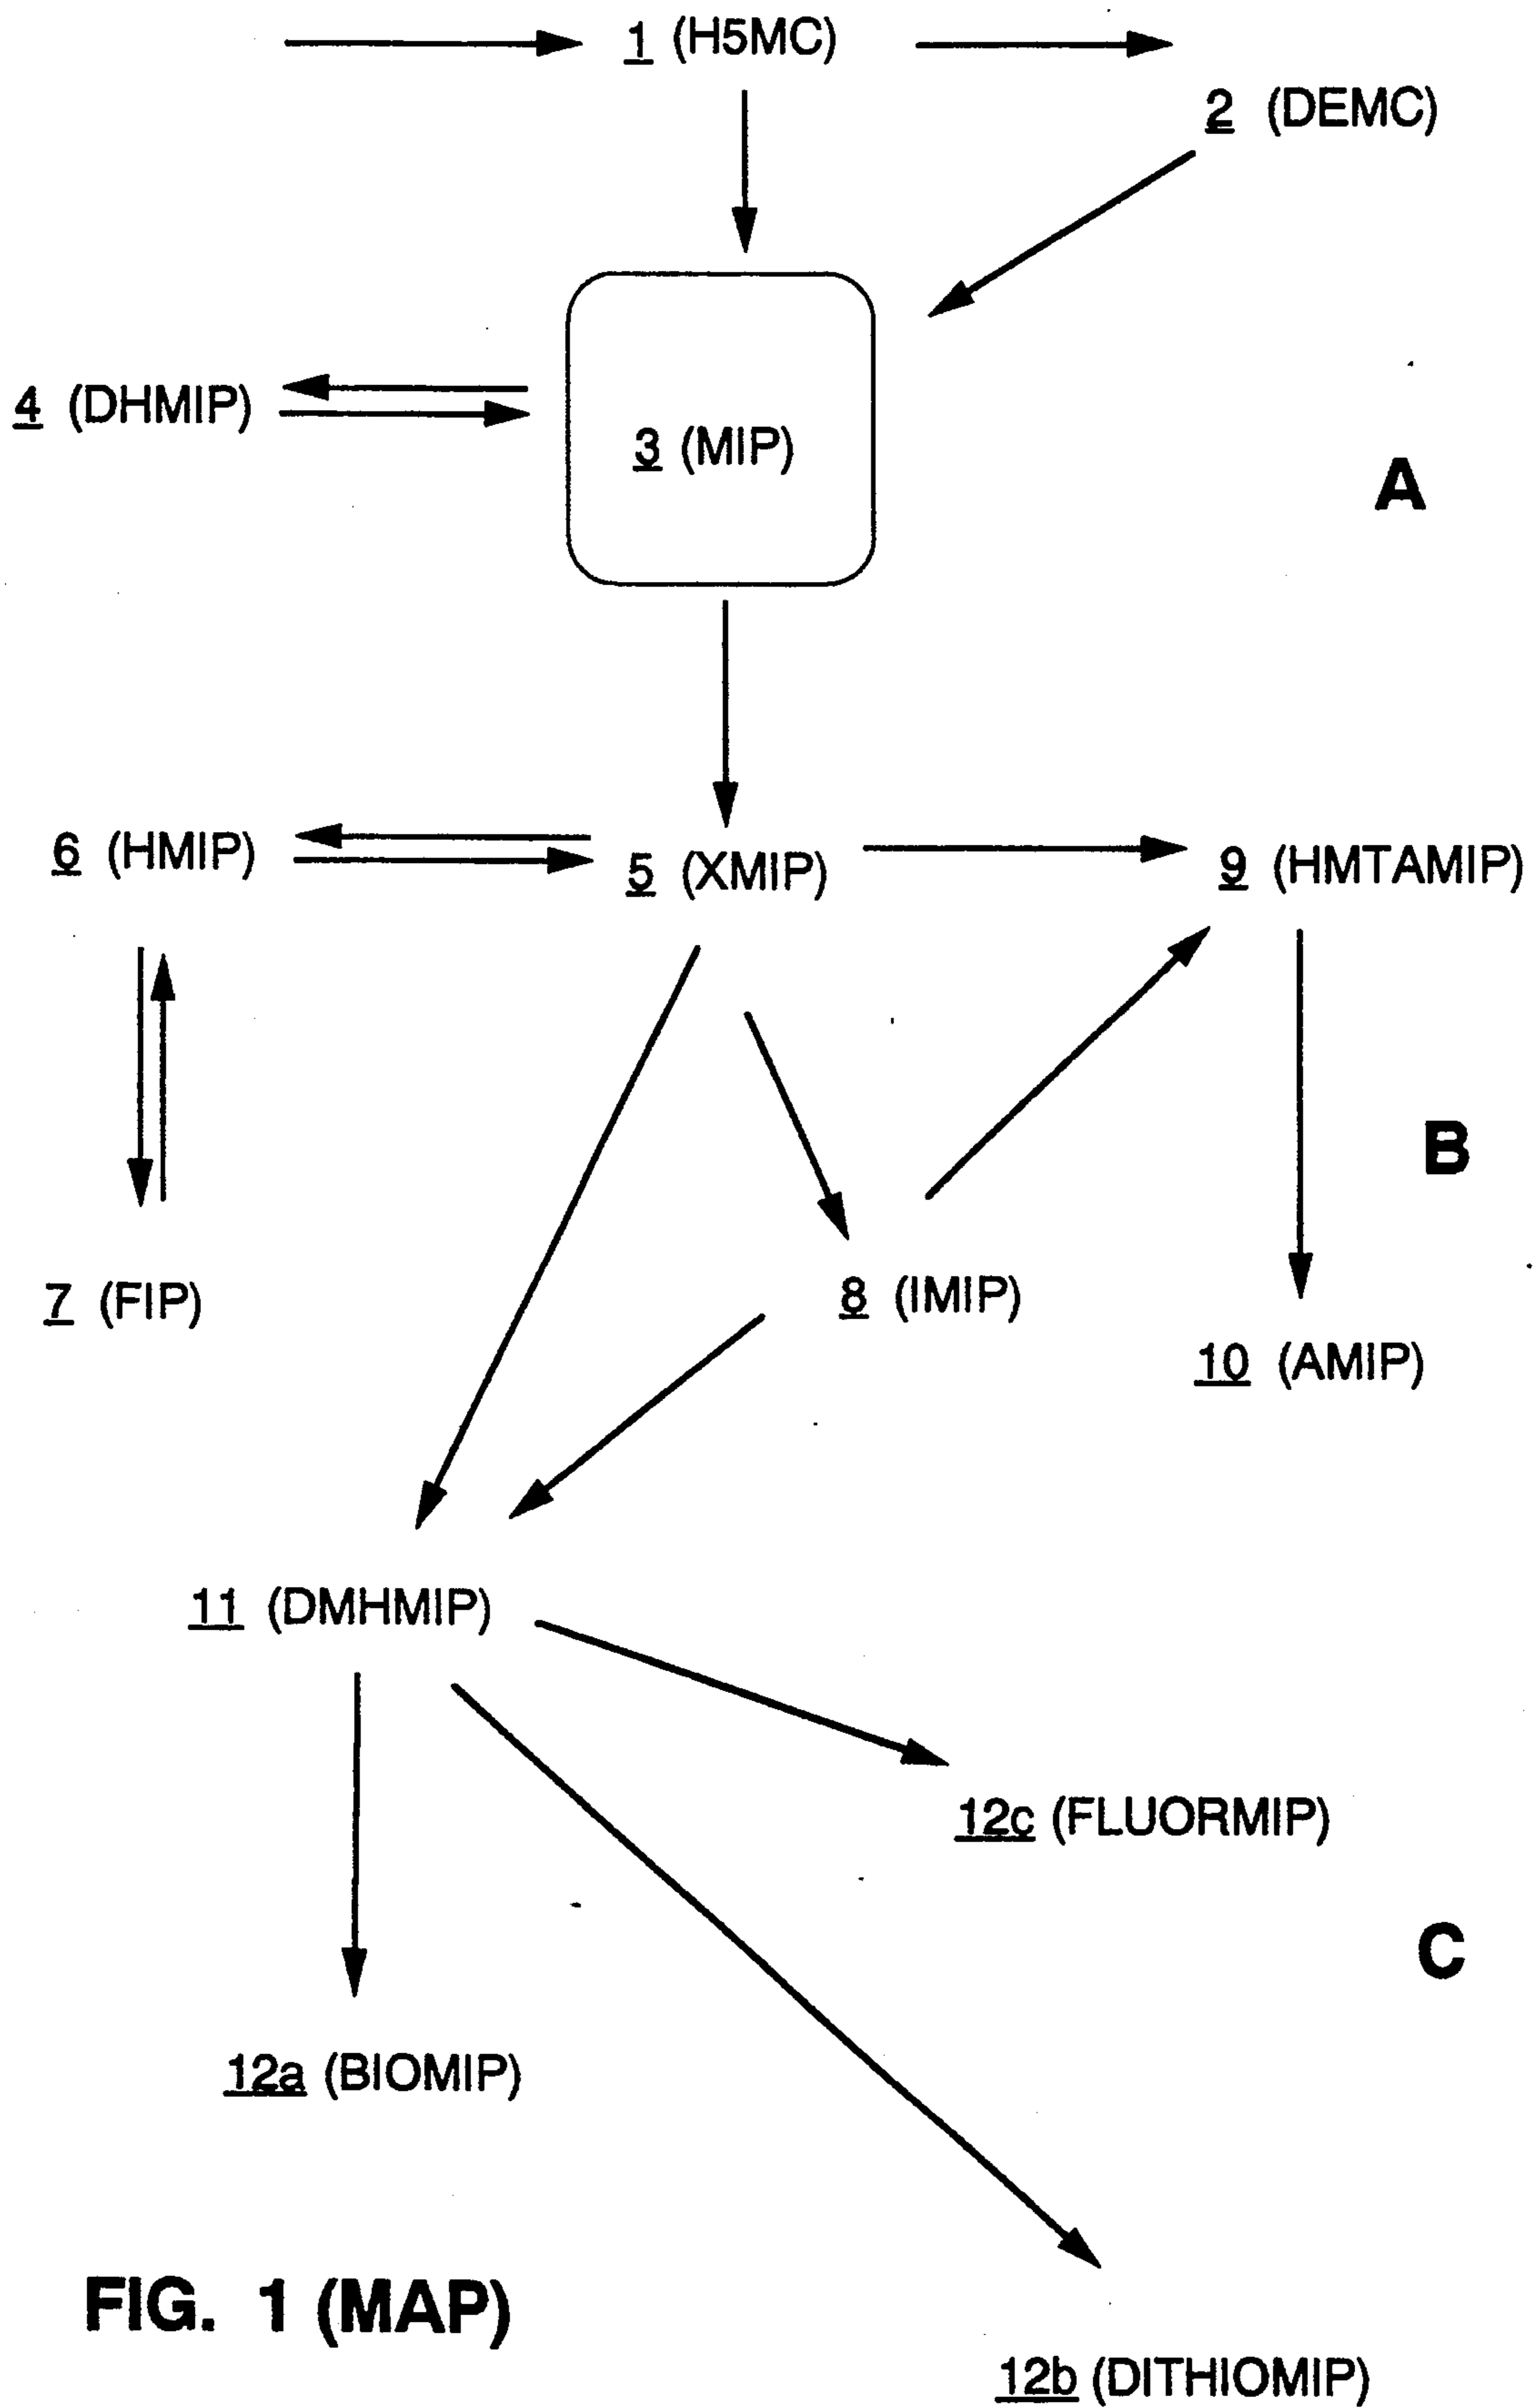 1 (H5MC)
2 (DEMC)
4 (DHMIP)
3 (MIP)
A
6 (HMIP)
5 (XMIP)
9 (HMTAMIP)
B
7 (FIP)
8 (IMIP)
10 (AMIP)
11 (DMHMIP)
12c (FLUORMIP)
C
12a (BIOMIP)
FIG. 1 (MAP)
12b (DITHIOMIP)